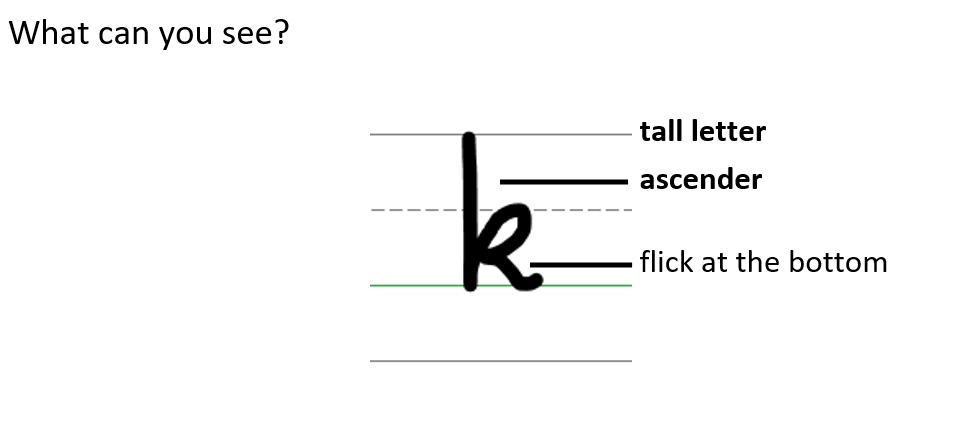 What can you see?
tall letter
ascender
k
flick at the bottom